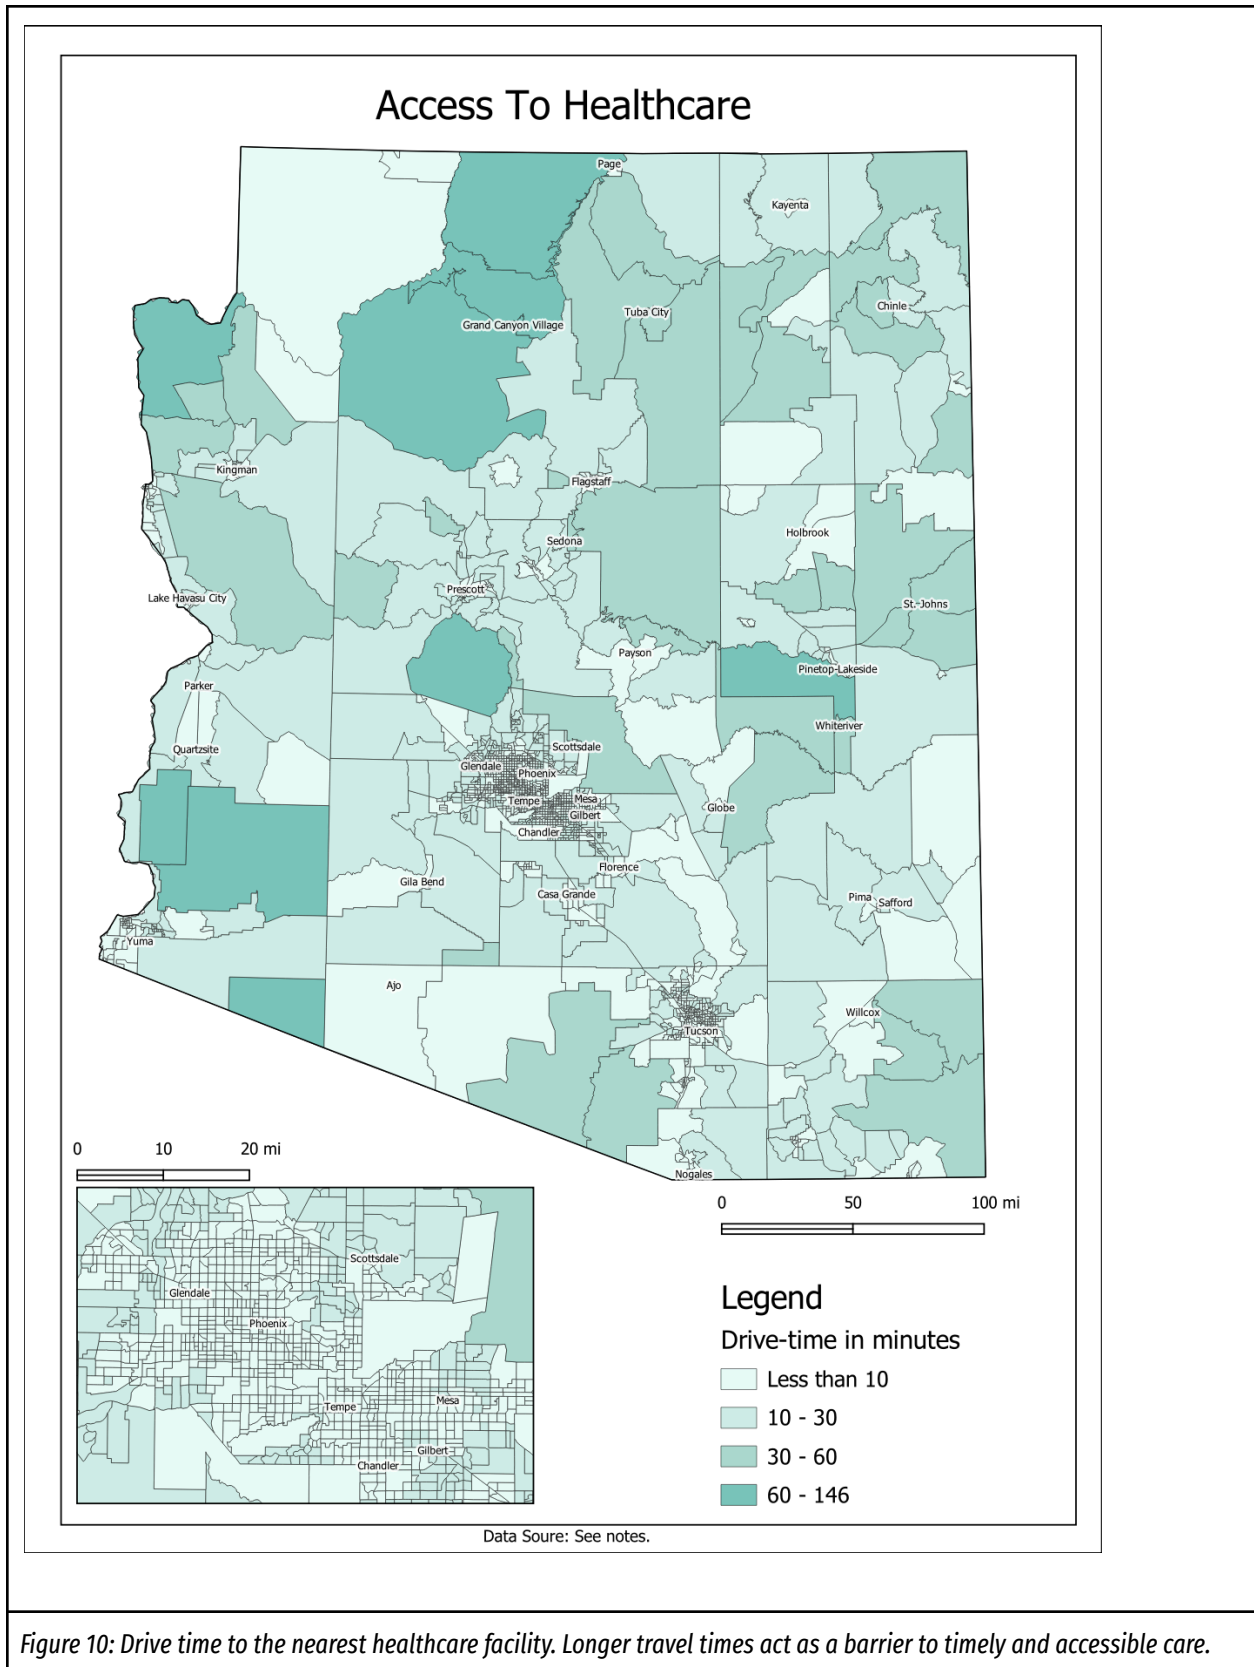 Access To Healthcare
Page
Kayenta
Chinle
Tuba City
Grand Canyon Village
Kingman
Flagstaff
Holbrook
Sedona
Prescott
Lake Havasu City
St. Johns
Payson
Pinetop-Lakeside
Parker
Whiteriver
Quartzsite
Scottsdale
Glendale
Phoenix
Tempe
Mesa
Globe
Gilbert
Chandler
Florence
Gila Bend
Casa Grande
Pima
Safford
Yuma
Ajo
Willcox
Tucson
Nogales
0 10 20 mi
0 50 100 mi
Scottsdale
Glendale
Phoenix
Tempe
Mesa
Gilbert
Chandler
Legend
Drive-time in minutes
Less than 10
10 - 30
30 - 60
60 - 146
Data Soure: See notes.
Figure 10: Drive time to the nearest healthcare facility. Longer travel times act as a barrier to timely and accessible care.